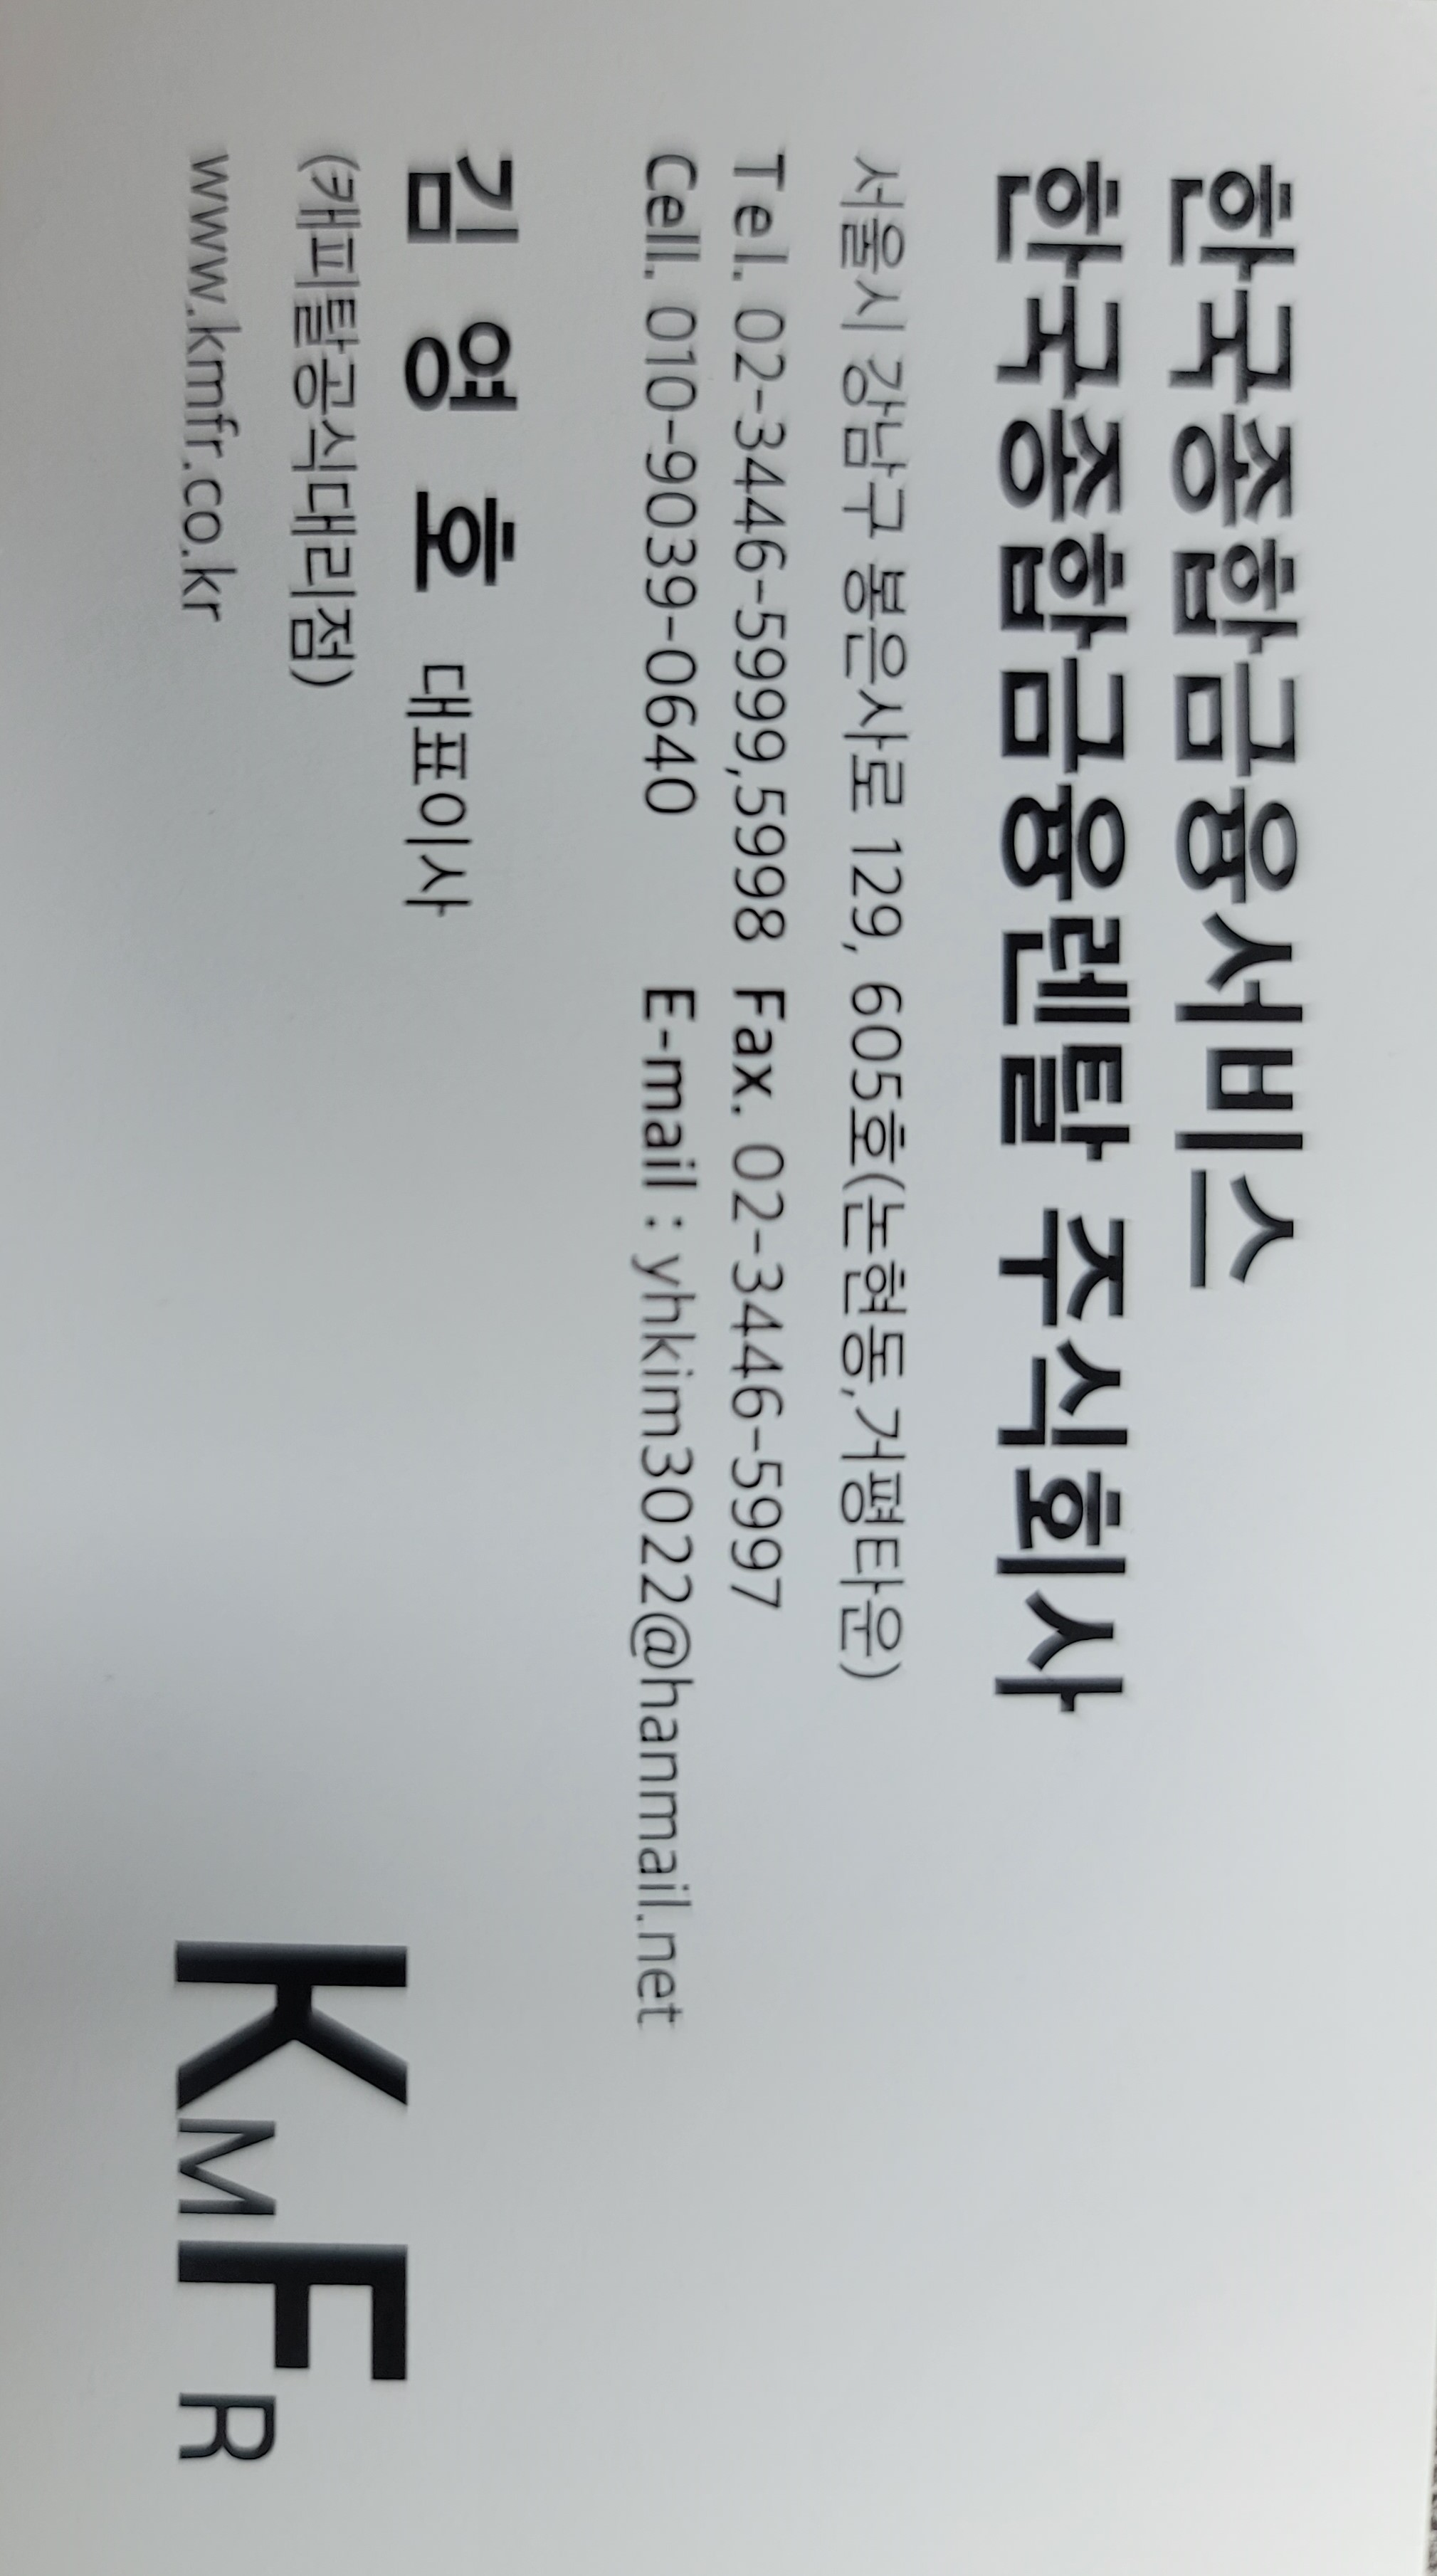 한국종합금융서비스
한국종합금융렌탈 주식회사
서울시 강남구 봉은사로 129, 605호(논현동,거평타운)
Tel. 02-3446-5999,5998 Fax. 02-3446-5997
Cell. 010-9039-0640 E-mail : yhkim3022@hanmail.net
김 영 호 대표이사
(캐피탈공식대리점)
www.kmfr.co.kr
KMFR